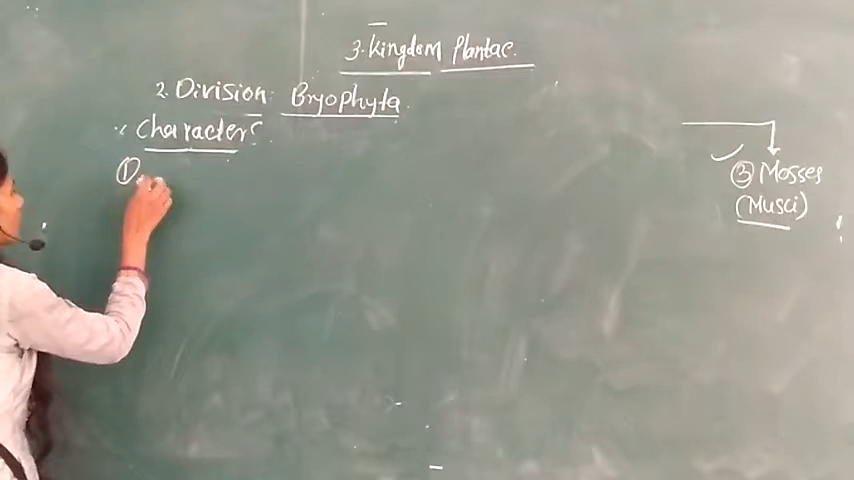 3. Kingdom Plantae.
2. Division Bryophyta.
Characters
①
③ Mosses
(Musci)